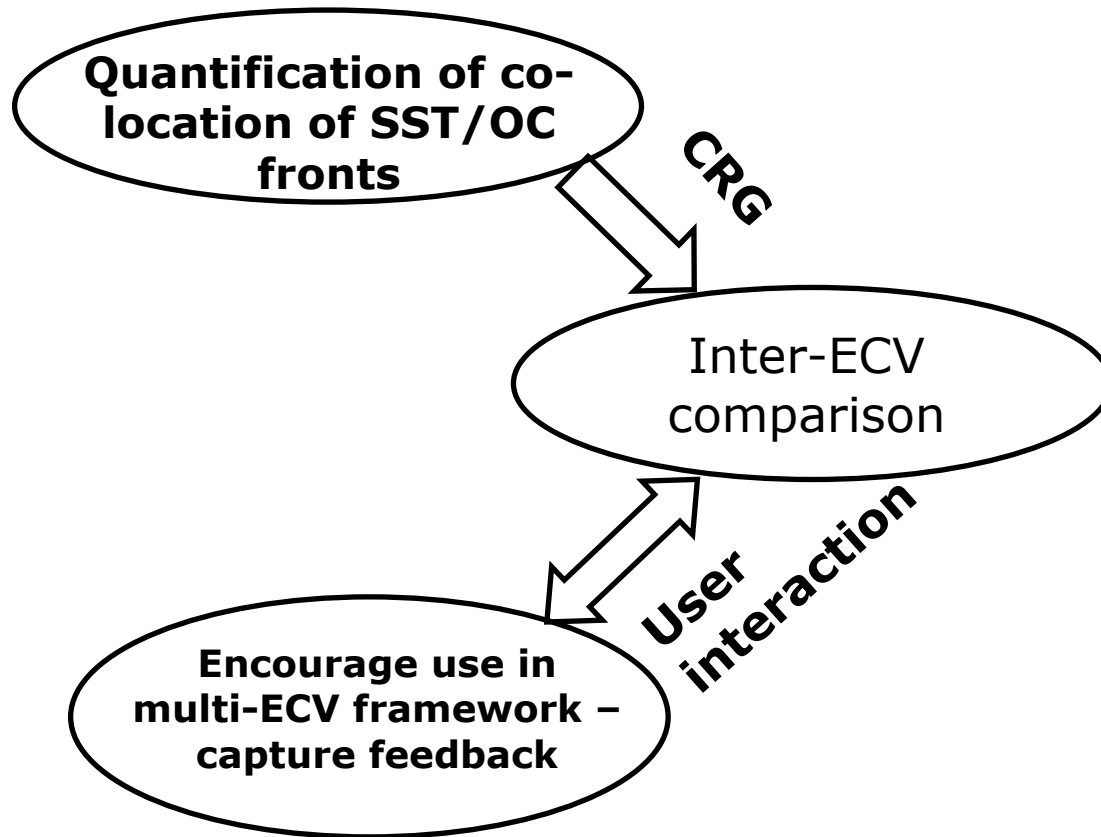 Quantification of co-
location of SST/OC
fronts
CRG
Inter-ECV
comparison
User
interaction
Encourage use in
multi-ECV framework –
capture feedback